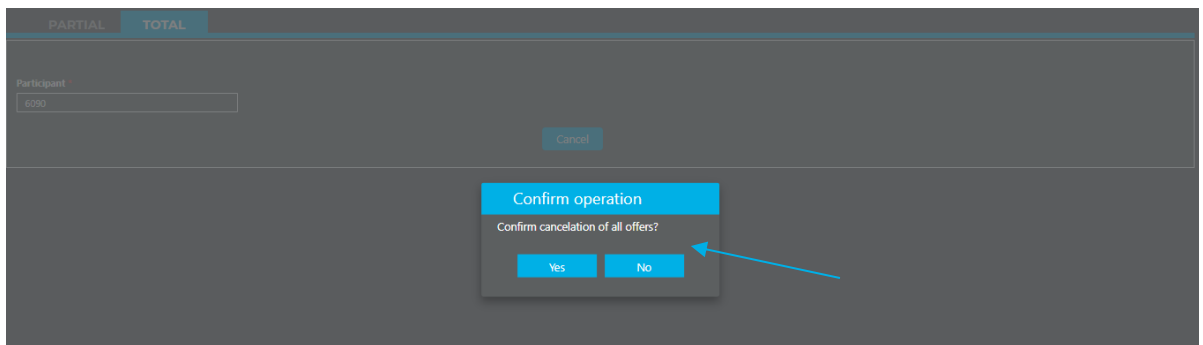 PARTIAL TOTAL
Participant
6090
Cancel
Confirm operation
Confirm cancelation of all offers?
Yes No